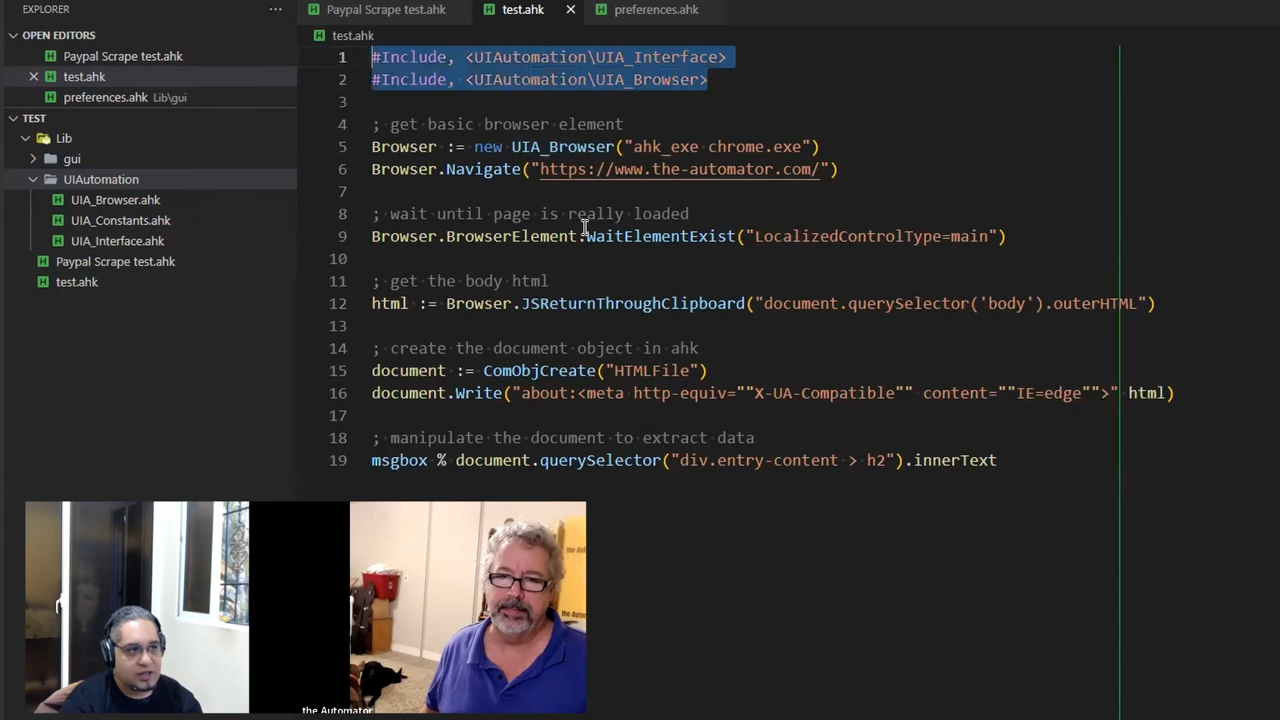 EXPLORER
···
OPEN EDITORS
Paypal Scrape test.ahk
test.ahk
preferences.ahk Lib\gui
TEST
Lib
gui
UIAutomation
UIA_Browser.ahk
UIA_Constants.ahk
UIA_Interface.ahk
Paypal Scrape test.ahk
test.ahk
Paypal Scrape test.ahk
test.ahk
preferences.ahk
test.ahk
1 #Include, <UIAutomation\UIA_Interface>
2 #Include, <UIAutomation\UIA_Browser>
3
4 ; get basic browser element
5 Browser := new UIA_Browser("ahk_exe chrome.exe")
6 Browser.Navigate("https://www.the-automator.com/")
7
8 ; wait until page is really loaded
9 Browser.BrowserElement.WaitElementExist("LocalizedControlType=main")
10
11 ; get the body html
12 html := Browser.JSReturnThroughClipboard("document.querySelector('body').outerHTML")
13
14 ; create the document object in ahk
15 document := ComObjCreate("HTMLFile")
16 document.Write("about:<meta http-equiv=""X-UA-Compatible"" content=""IE=edge"">" html)
17
18 ; manipulate the document to extract data
19 msgbox % document.querySelector("div.entry-content > h2").innerText
the Automator